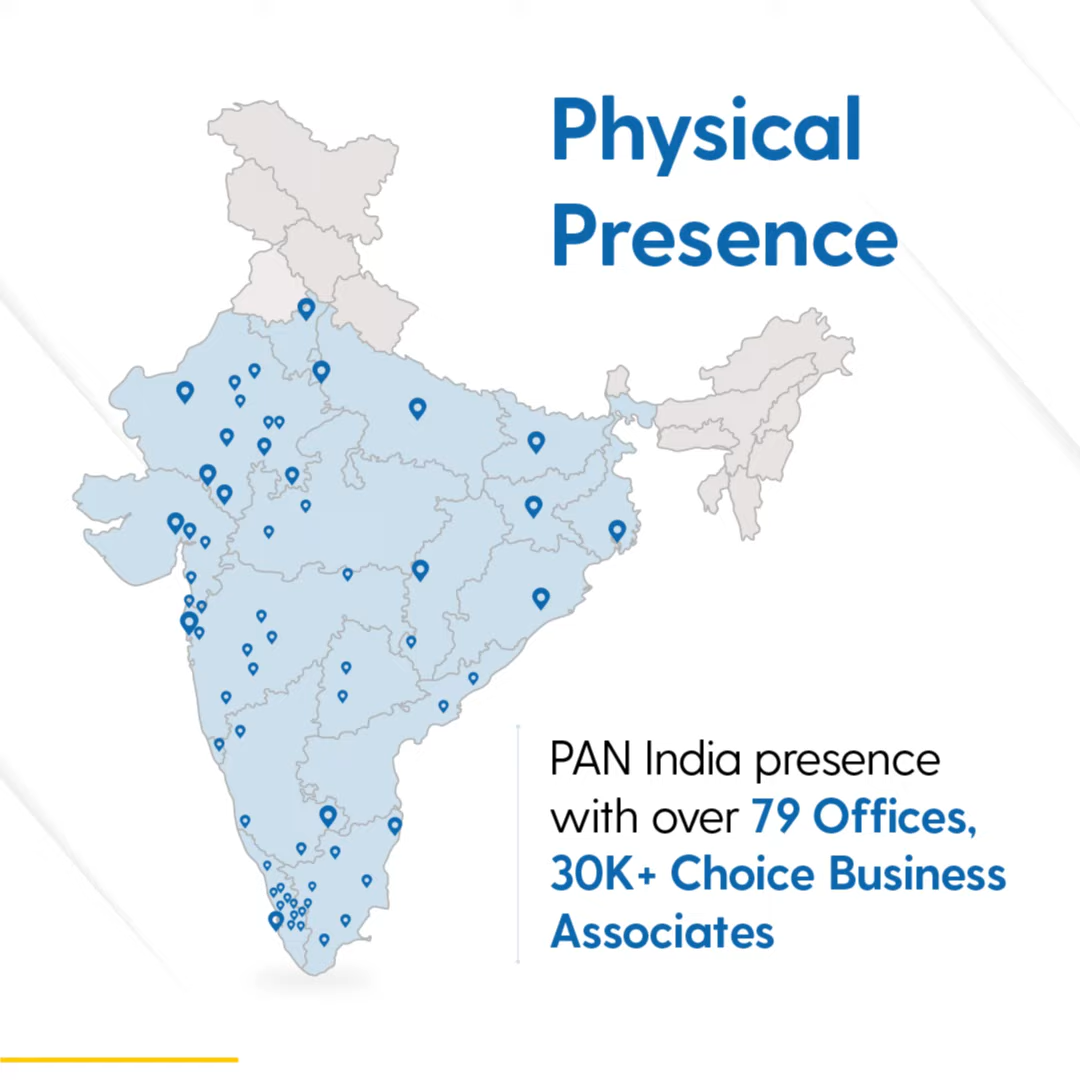 Physical
Presence
PAN India presence
with over 79 Offices,
30K+ Choice Business
Associates